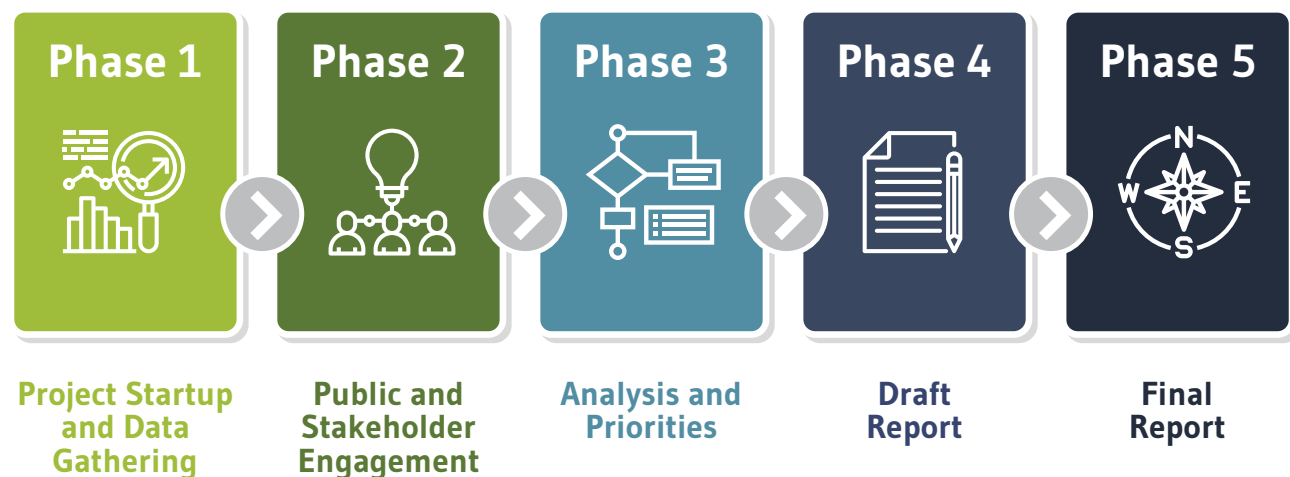 Phase 1
Phase 2
Phase 3
Phase 4
Phase 5
N
W
E
S
Project Startup
and Data
Gathering
Public and
Stakeholder
Engagement
Analysis and
Priorities
Draft
Report
Final
Report